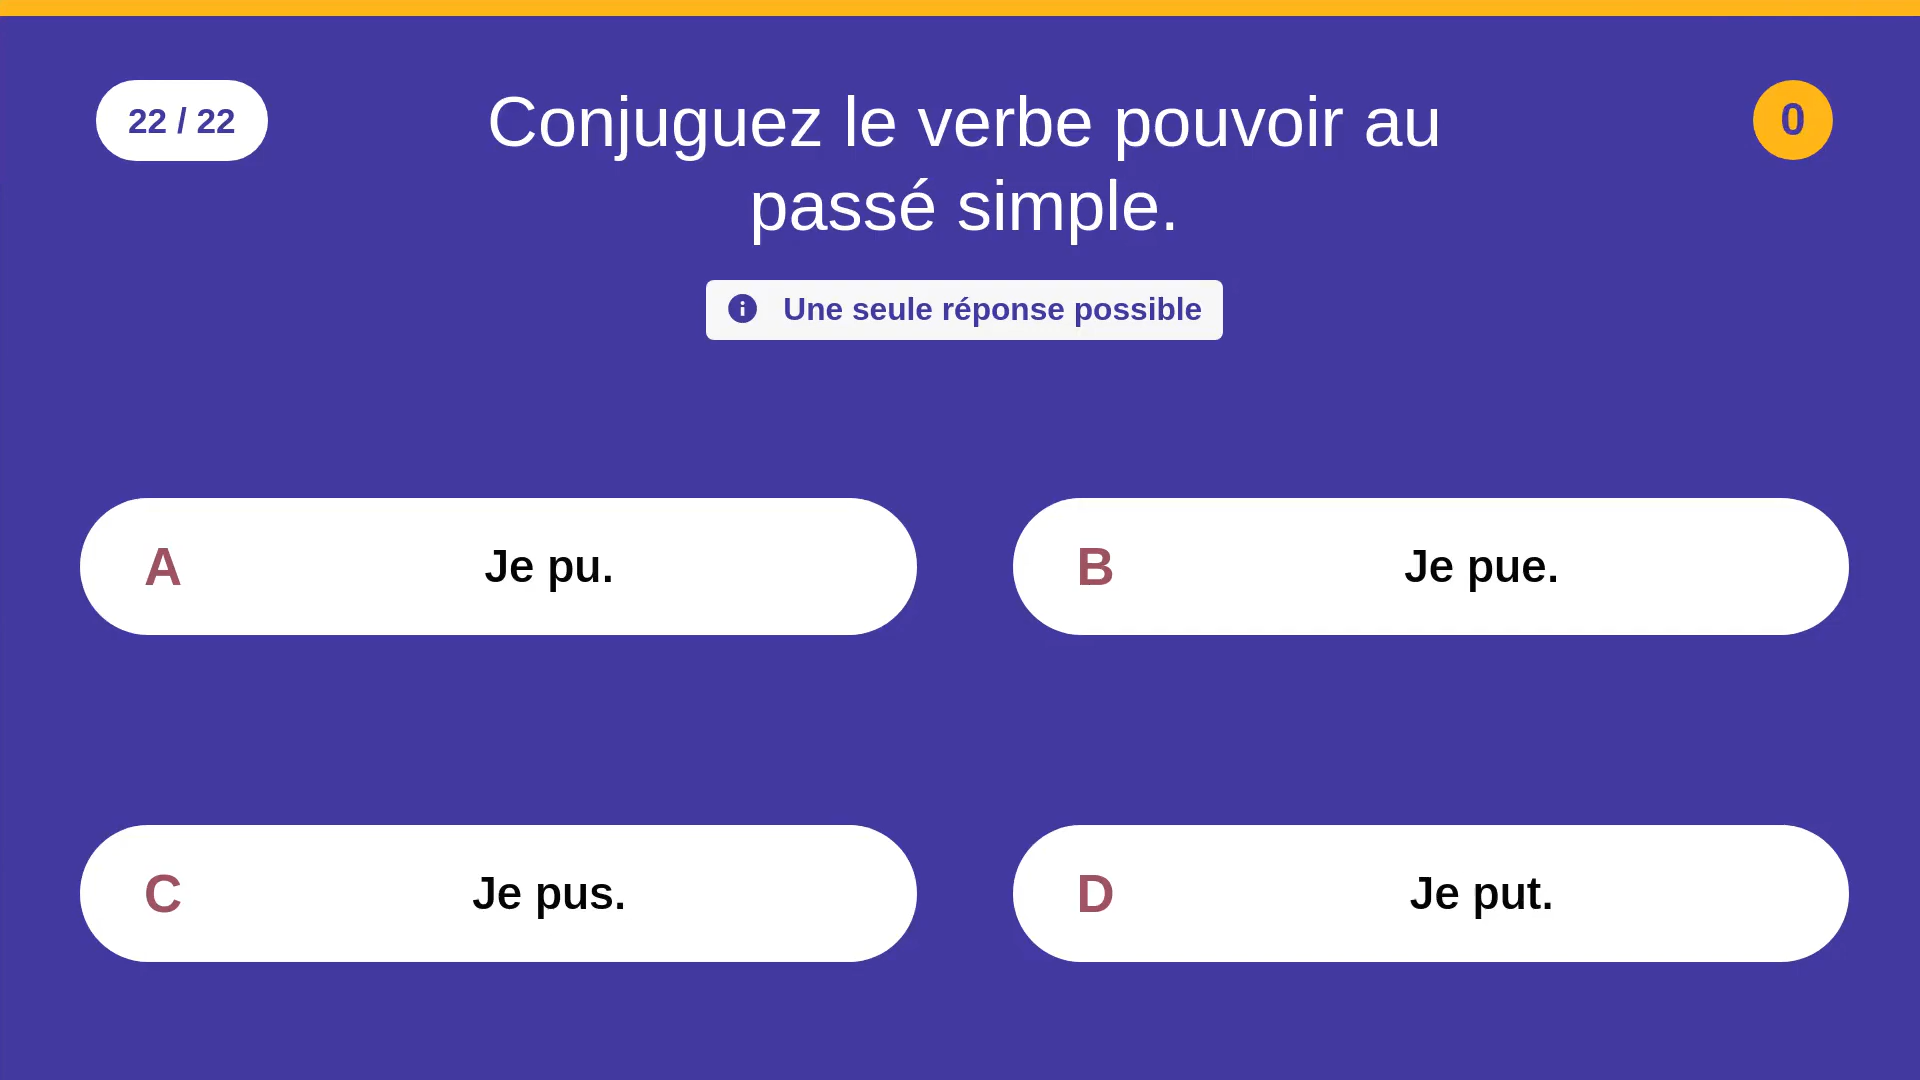 22 / 22
Conjuguez le verbe pouvoir au
passé simple.
0
Une seule réponse possible
A Je pu.
B Je pue.
C Je pus.
D Je put.